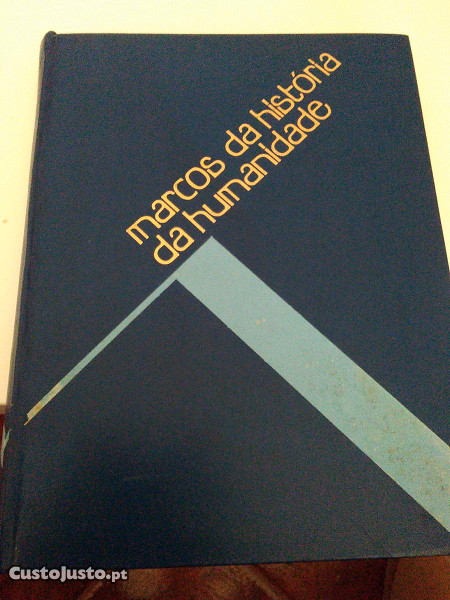 marcos da história
da humanidade
CustoJusto.pt